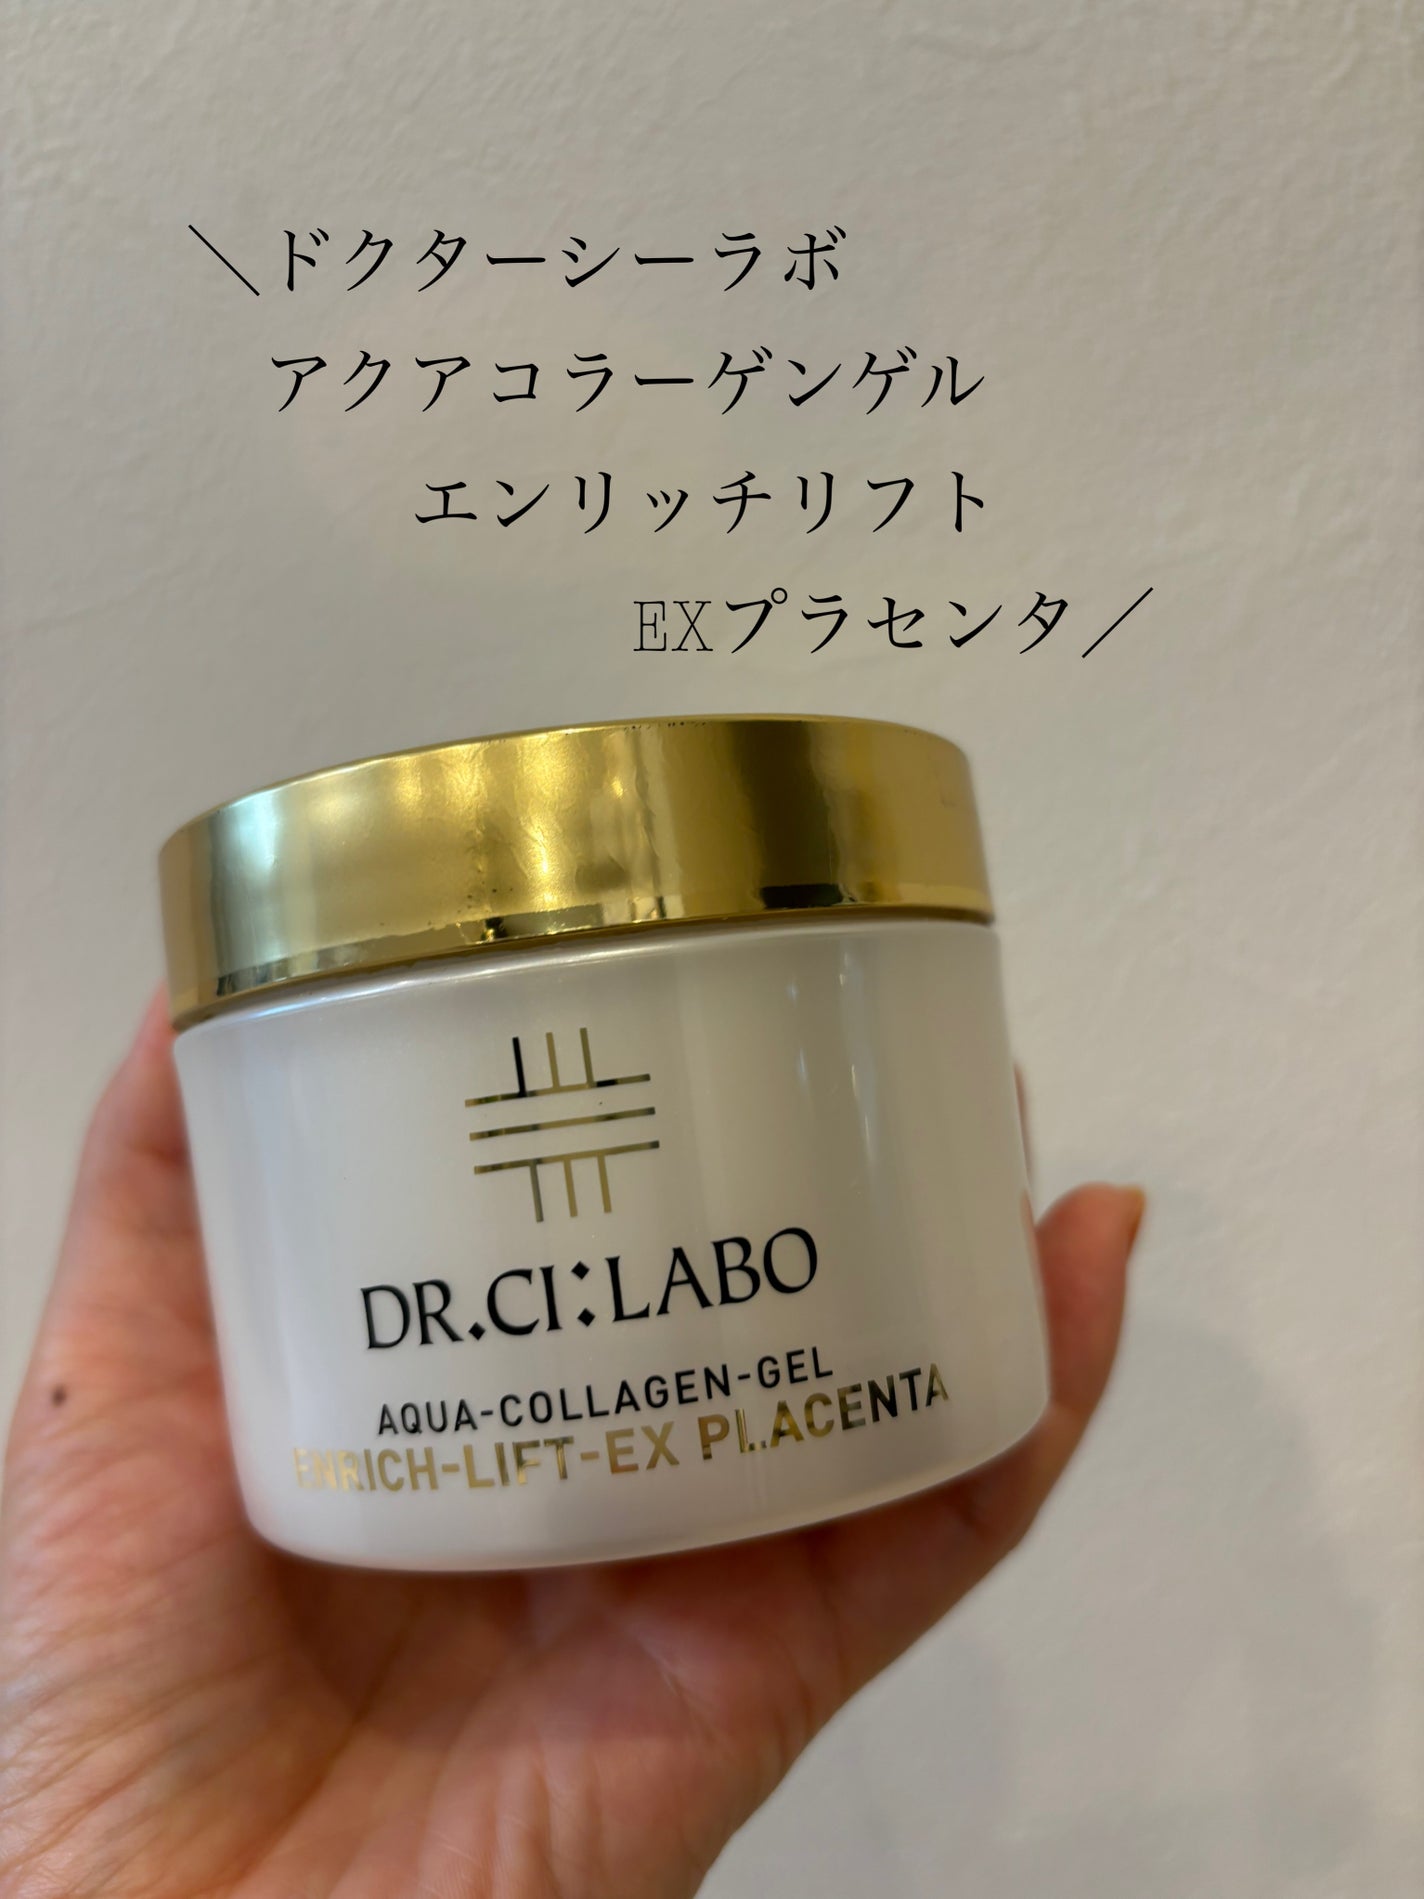 ＼ドクターシーラボ
アクアコラーゲンゲル
エンリッチリフト
EXプラセンタ／
DR.CI:LABO
AQUA-COLLAGEN-GEL
ENRICH-LIFT-EX PLACENTA